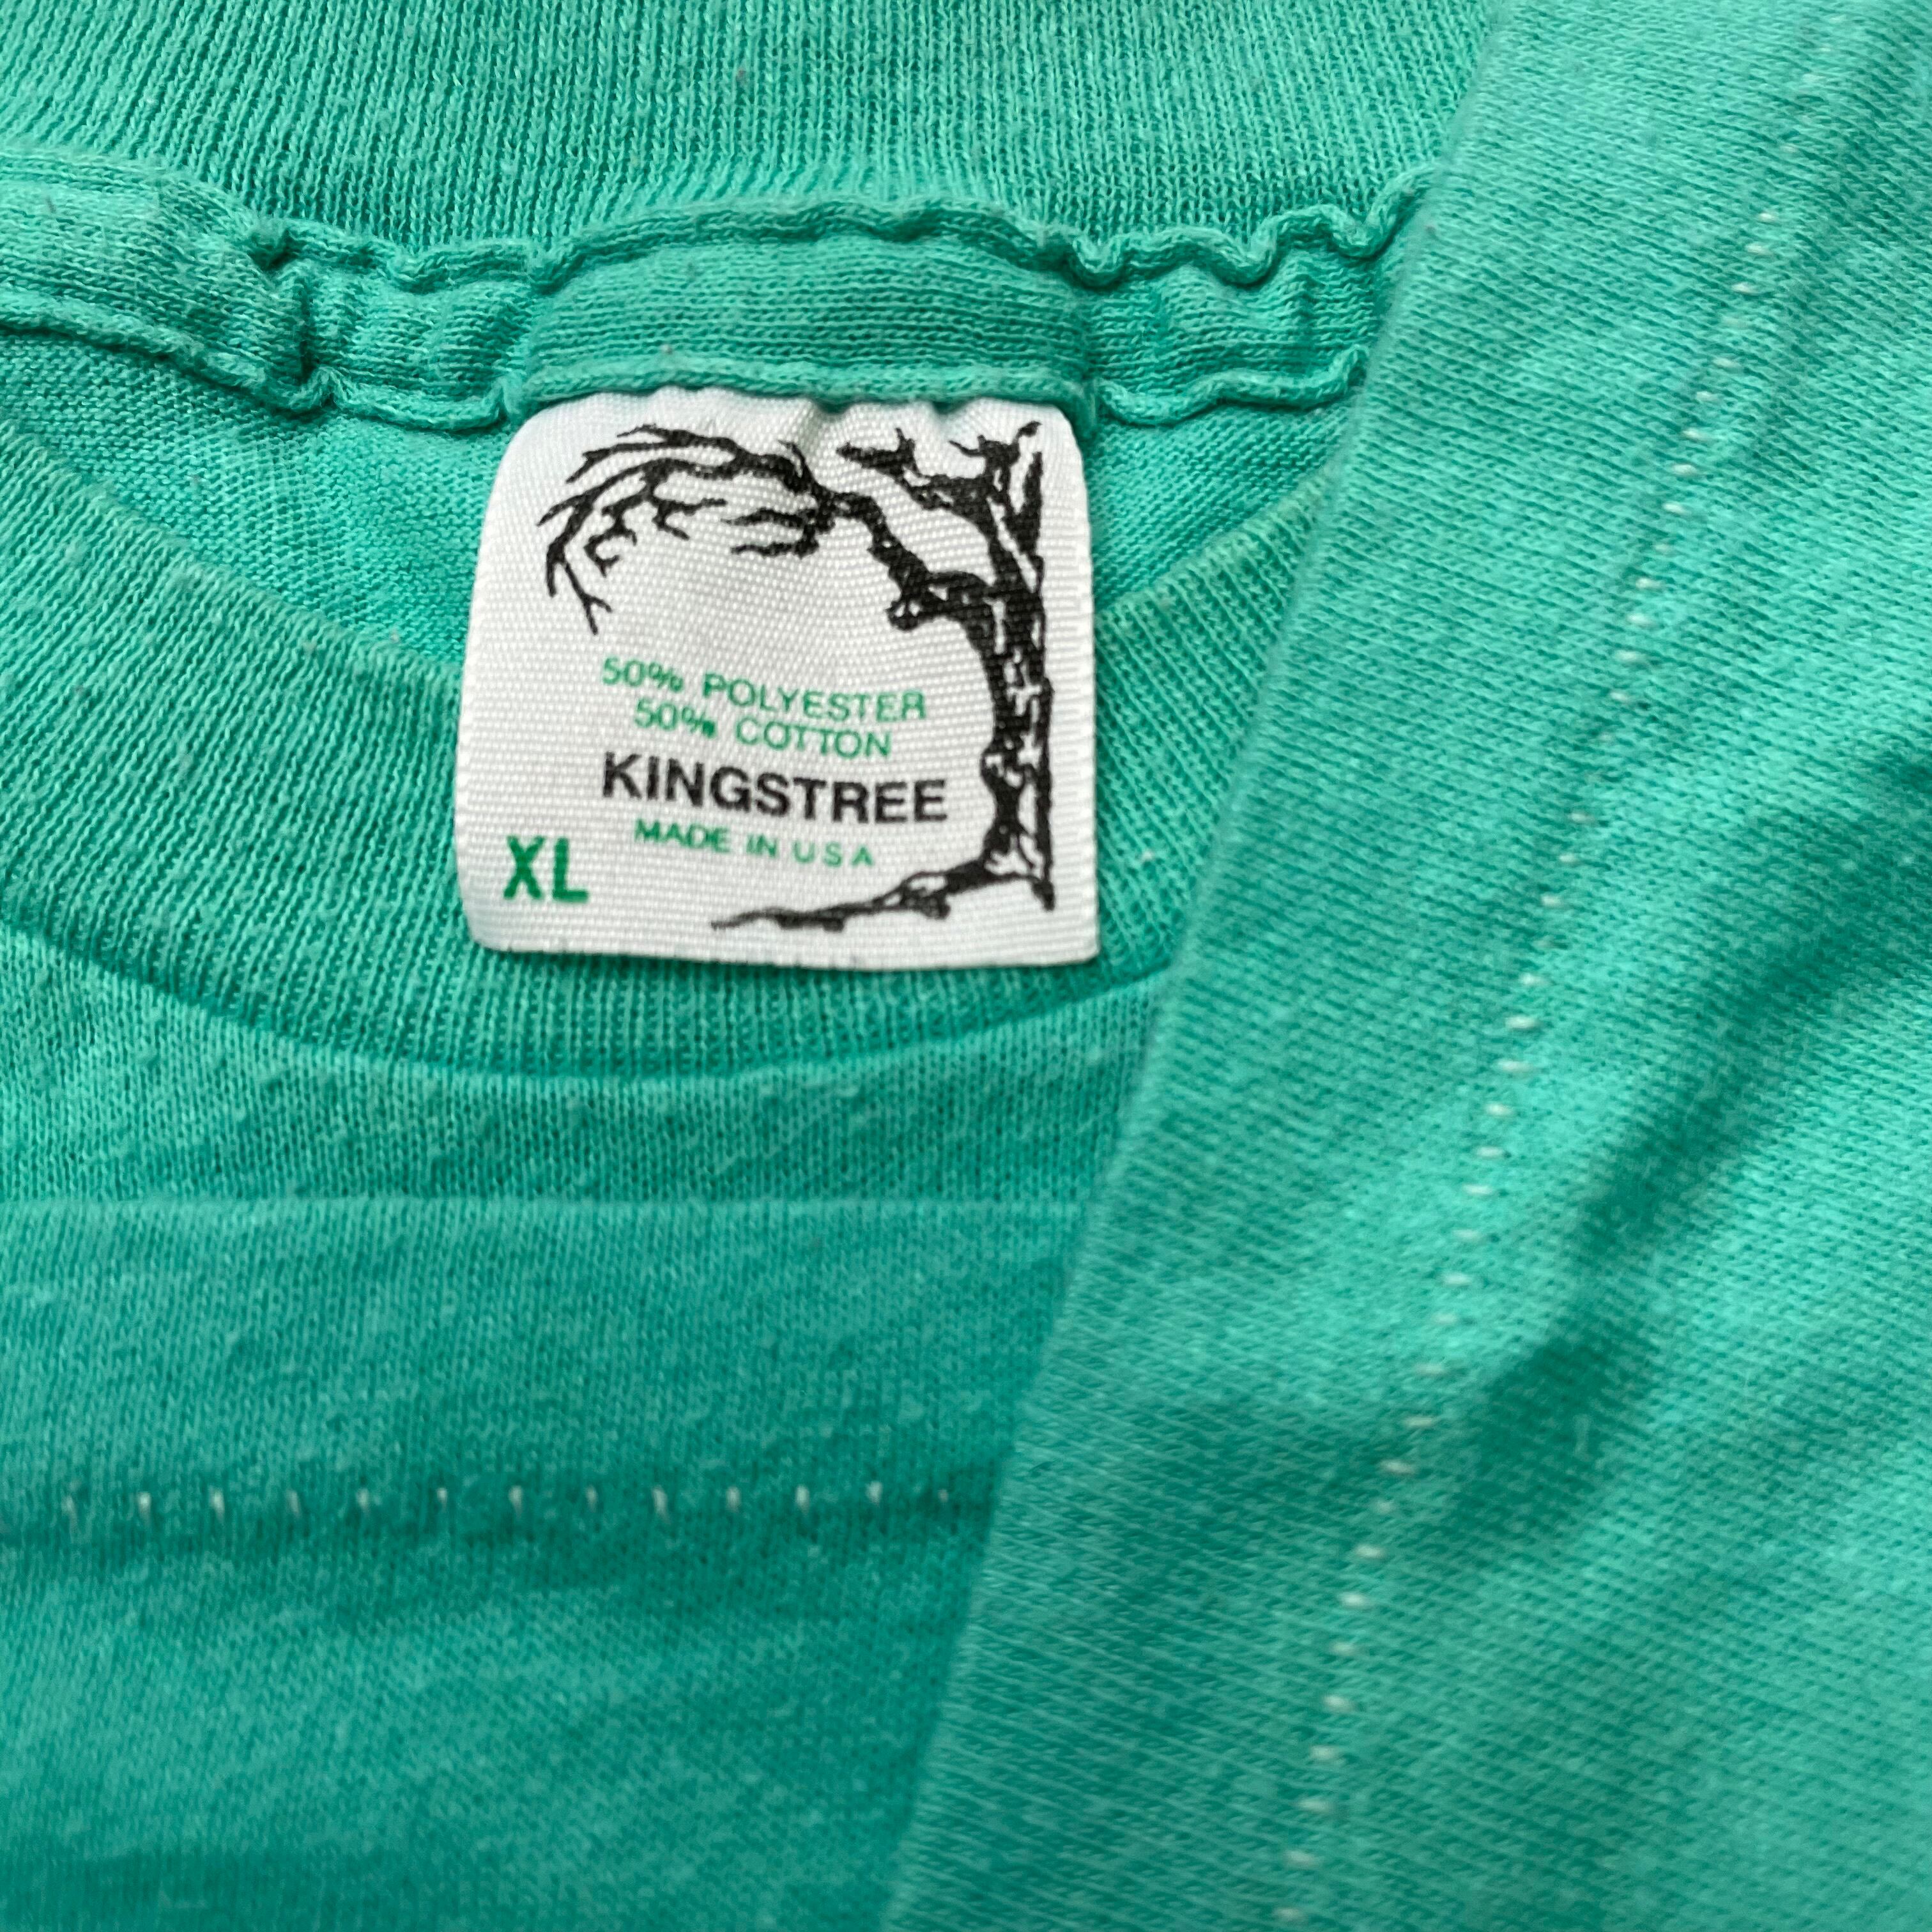 50% POLYESTER
50% COTTON
KINGSTREE
MADE IN USA
XL